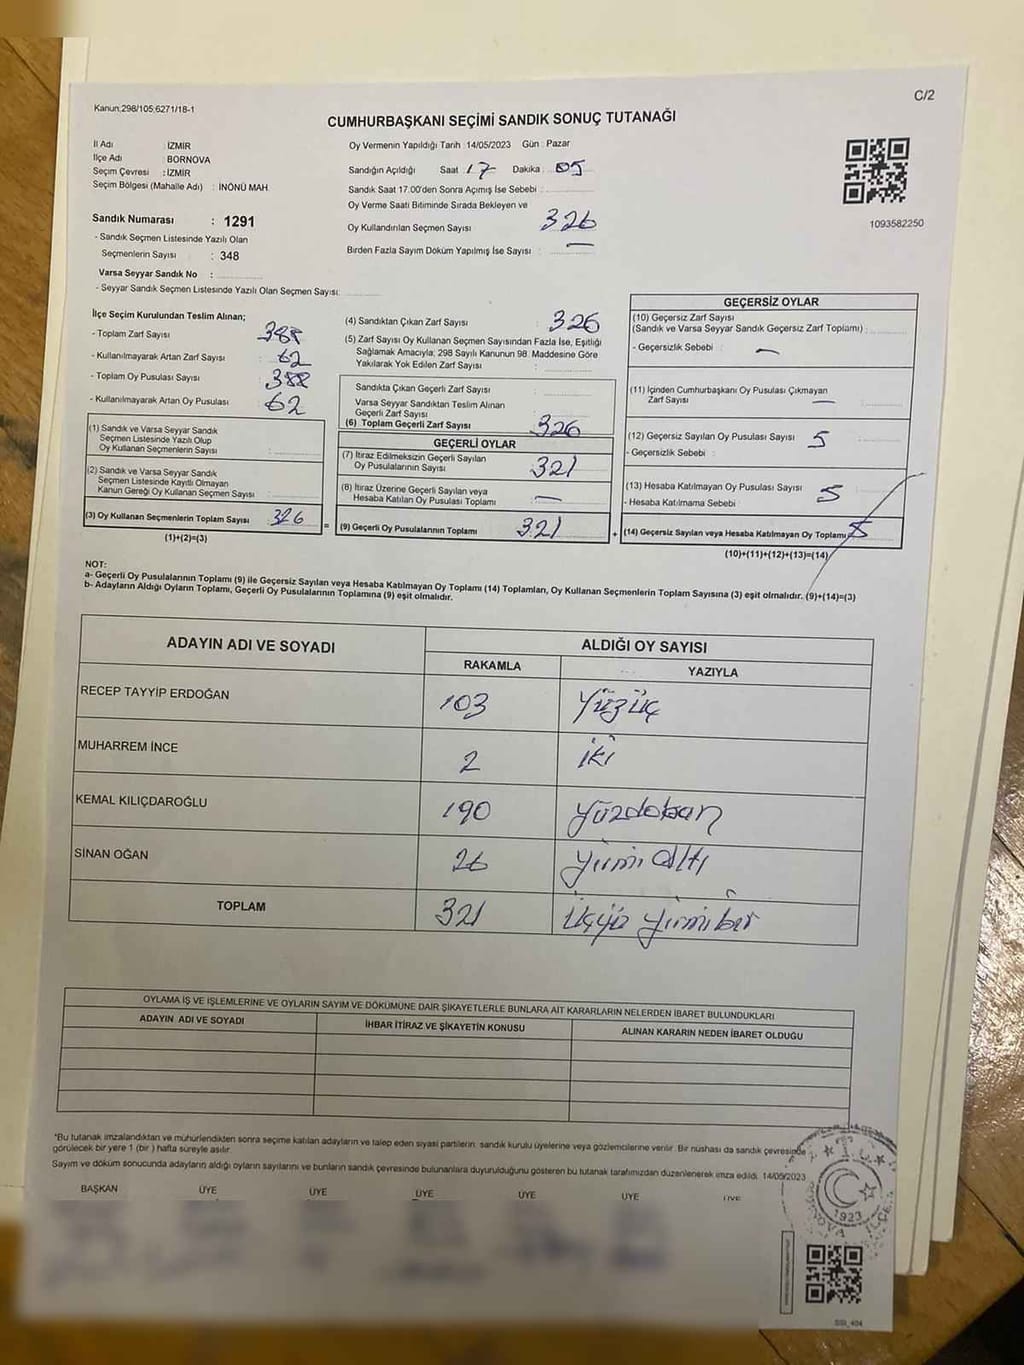 C/2
Kanun:298/105;6271/18-1
CUMHURBAŞKANI SEÇİMİ SANDIK SONUÇ TUTANAĞI
İl Adı : İZMİR
İlçe Adı : BORNOVA
Seçim Çevresi : İZMİR
Seçim Bölgesi (Mahalle Adı) : İNÖNÜ MAH
Sandık Numarası : 1291
- Sandık Seçmen Listesinde Yazılı Olan
Seçmenlerin Sayısı : 348
Varsa Seyyar Sandık No :
- Seyyar Sandık Seçmen Listesinde Yazılı Olan Seçmen Sayısı:
Oy Vermenin Yapıldığı Tarih : 14/05/2023 Gün : Pazar
Sandığın Açıldığı Saat : 17 Dakika : 05
Sandık Saat 17.00'den Sonra Açımış İse Sebebi :
Oy Verme Saati Bitiminde Sırada Bekleyen ve
Oy Kullandırılan Seçmen Sayısı 326
Birden Fazla Sayım Döküm Yapılmış İse Sayısı : —
1093582250
İlçe Seçim Kurulundan Teslim Alınan;
- Toplam Zarf Sayısı : 388
- Kullanılmayarak Artan Zarf Sayısı : 62
- Toplam Oy Pusulası Sayısı : 388
- Kullanılmayarak Artan Oy Pusulası : 62
(1) Sandık ve Varsa Seyyar Sandık
Seçmen Listesinde Yazılı Olup
Oy Kullanan Seçmenlerin Sayısı :
(2) Sandık ve Varsa Seyyar Sandık
Seçmen Listesinde Kayıtlı Olmayan
Kanun Gereği Oy Kullanan Seçmen Sayısı :
(3) Oy Kullanan Seçmenlerin Toplam Sayısı 326
(1)+(2)=(3)
=
(4) Sandıktan Çıkan Zarf Sayısı : 326
(5) Zarf Sayısı Oy Kullanan Seçmen Sayısından Fazla İse, Eşitliği
Sağlamak Amacıyla; 298 Sayılı Kanunun 98. Maddesine Göre
Yakılarak Yok Edilen Zarf Sayısı :
Sandıkta Çıkan Geçerli Zarf Sayısı :
Varsa Seyyar Sandıktan Teslim Alınan
Geçerli Zarf Sayısı
(6) Toplam Geçerli Zarf Sayısı : 326
GEÇERLİ OYLAR
(7) İtiraz Edilmeksizin Geçerli Sayılan
Oy Pusulalarının Sayısı : 321
(8) İtiraz Üzerine Geçerli Sayılan veya
Hesaba Katılan Oy Pusulası Toplamı : —
(9) Geçerli Oy Pusulalarının Toplamı 321
+
GEÇERSİZ OYLAR
(10) Geçersiz Zarf Sayısı
(Sandık ve Varsa Seyyar Sandık Geçersiz Zarf Toplamı) :
- Geçersizlik Sebebi : —
(11) İçinden Cumhurbaşkanı Oy Pusulası Çıkmayan
Zarf Sayısı —
(12) Geçersiz Sayılan Oy Pusulası Sayısı 5
- Geçersizlik Sebebi :
(13) Hesaba Katılmayan Oy Pusulası Sayısı 5
- Hesaba Katılmama Sebebi
(14) Geçersiz Sayılan veya Hesaba Katılmayan Oy Toplamı 5
(10)+(11)+(12)+(13)=(14)
NOT:
a- Geçerli Oy Pusulalarının Toplamı (9) ile Geçersiz Sayılan veya Hesaba Katılmayan Oy Toplamı (14) Toplamları, Oy Kullanan Seçmenlerin Toplam Sayısına (3) eşit olmalıdır. (9)+(14)=(3)
b- Adayların Aldığı Oyların Toplamı, Geçerli Oy Pusulalarının Toplamına (9) eşit olmalıdır.
ADAYIN ADI VE SOYADI ALDIĞI OY SAYISI
RAKAMLA YAZIYLA
RECEP TAYYİP ERDOĞAN 103 Yüzüç
MUHARREM İNCE 2 İki
KEMAL KILIÇDAROĞLU 190 Yüzdoksan
SİNAN OĞAN 26 Yirmi altı
TOPLAM 321 Üçyüz yirmi bir
OYLAMA İŞ VE İŞLEMLERİNE VE OYLARIN SAYIM VE DÖKÜMÜNE DAİR ŞİKAYETLERLE BUNLARA AİT KARARLARIN NELERDEN İBARET BULUNDUKLARI
ADAYIN ADI VE SOYADI İHBAR İTİRAZ VE ŞİKAYETİN KONUSU ALINAN KARARIN NEDEN İBARET OLDUĞU
*Bu tutanak imzalandıktan ve mühürlendikten sonra seçime katılan adayların ve talep eden siyasi partilerin sandık kurulu üyelerine veya gözlemcilerine verilir. Bir nüshası da sandık çevresinde
görülecek bir yere 1 (bir ) hafta süreyle asılır.
Sayım ve döküm sonucunda adayların aldığı oyların sayılarını ve bunların sandık çevresinde bulunanlara duyurulduğunu gösteren bu tutanak tarafımızdan düzenlenerek imza edildi. 14/05/2023
BAŞKAN ÜYE ÜYE ÜYE ÜYE ÜYE ÜYE
T.C.
1923